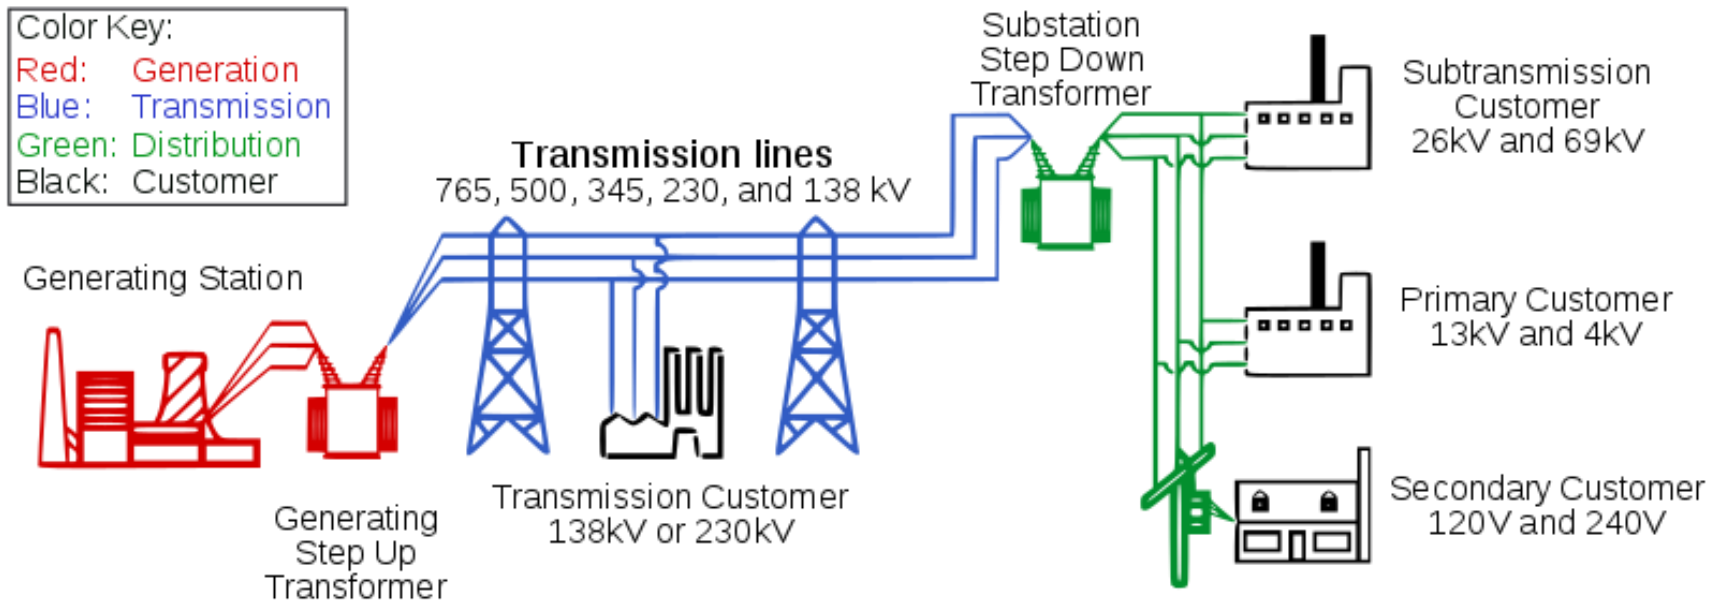 Color Key:
Red: Generation
Blue: Transmission
Green: Distribution
Black: Customer
Generating Station
Generating
Step Up
Transformer
Transmission lines
765, 500, 345, 230, and 138 kV
Transmission Customer
138kV or 230kV
Substation
Step Down
Transformer
Subtransmission
Customer
26kV and 69kV
Primary Customer
13kV and 4kV
Secondary Customer
120V and 240V